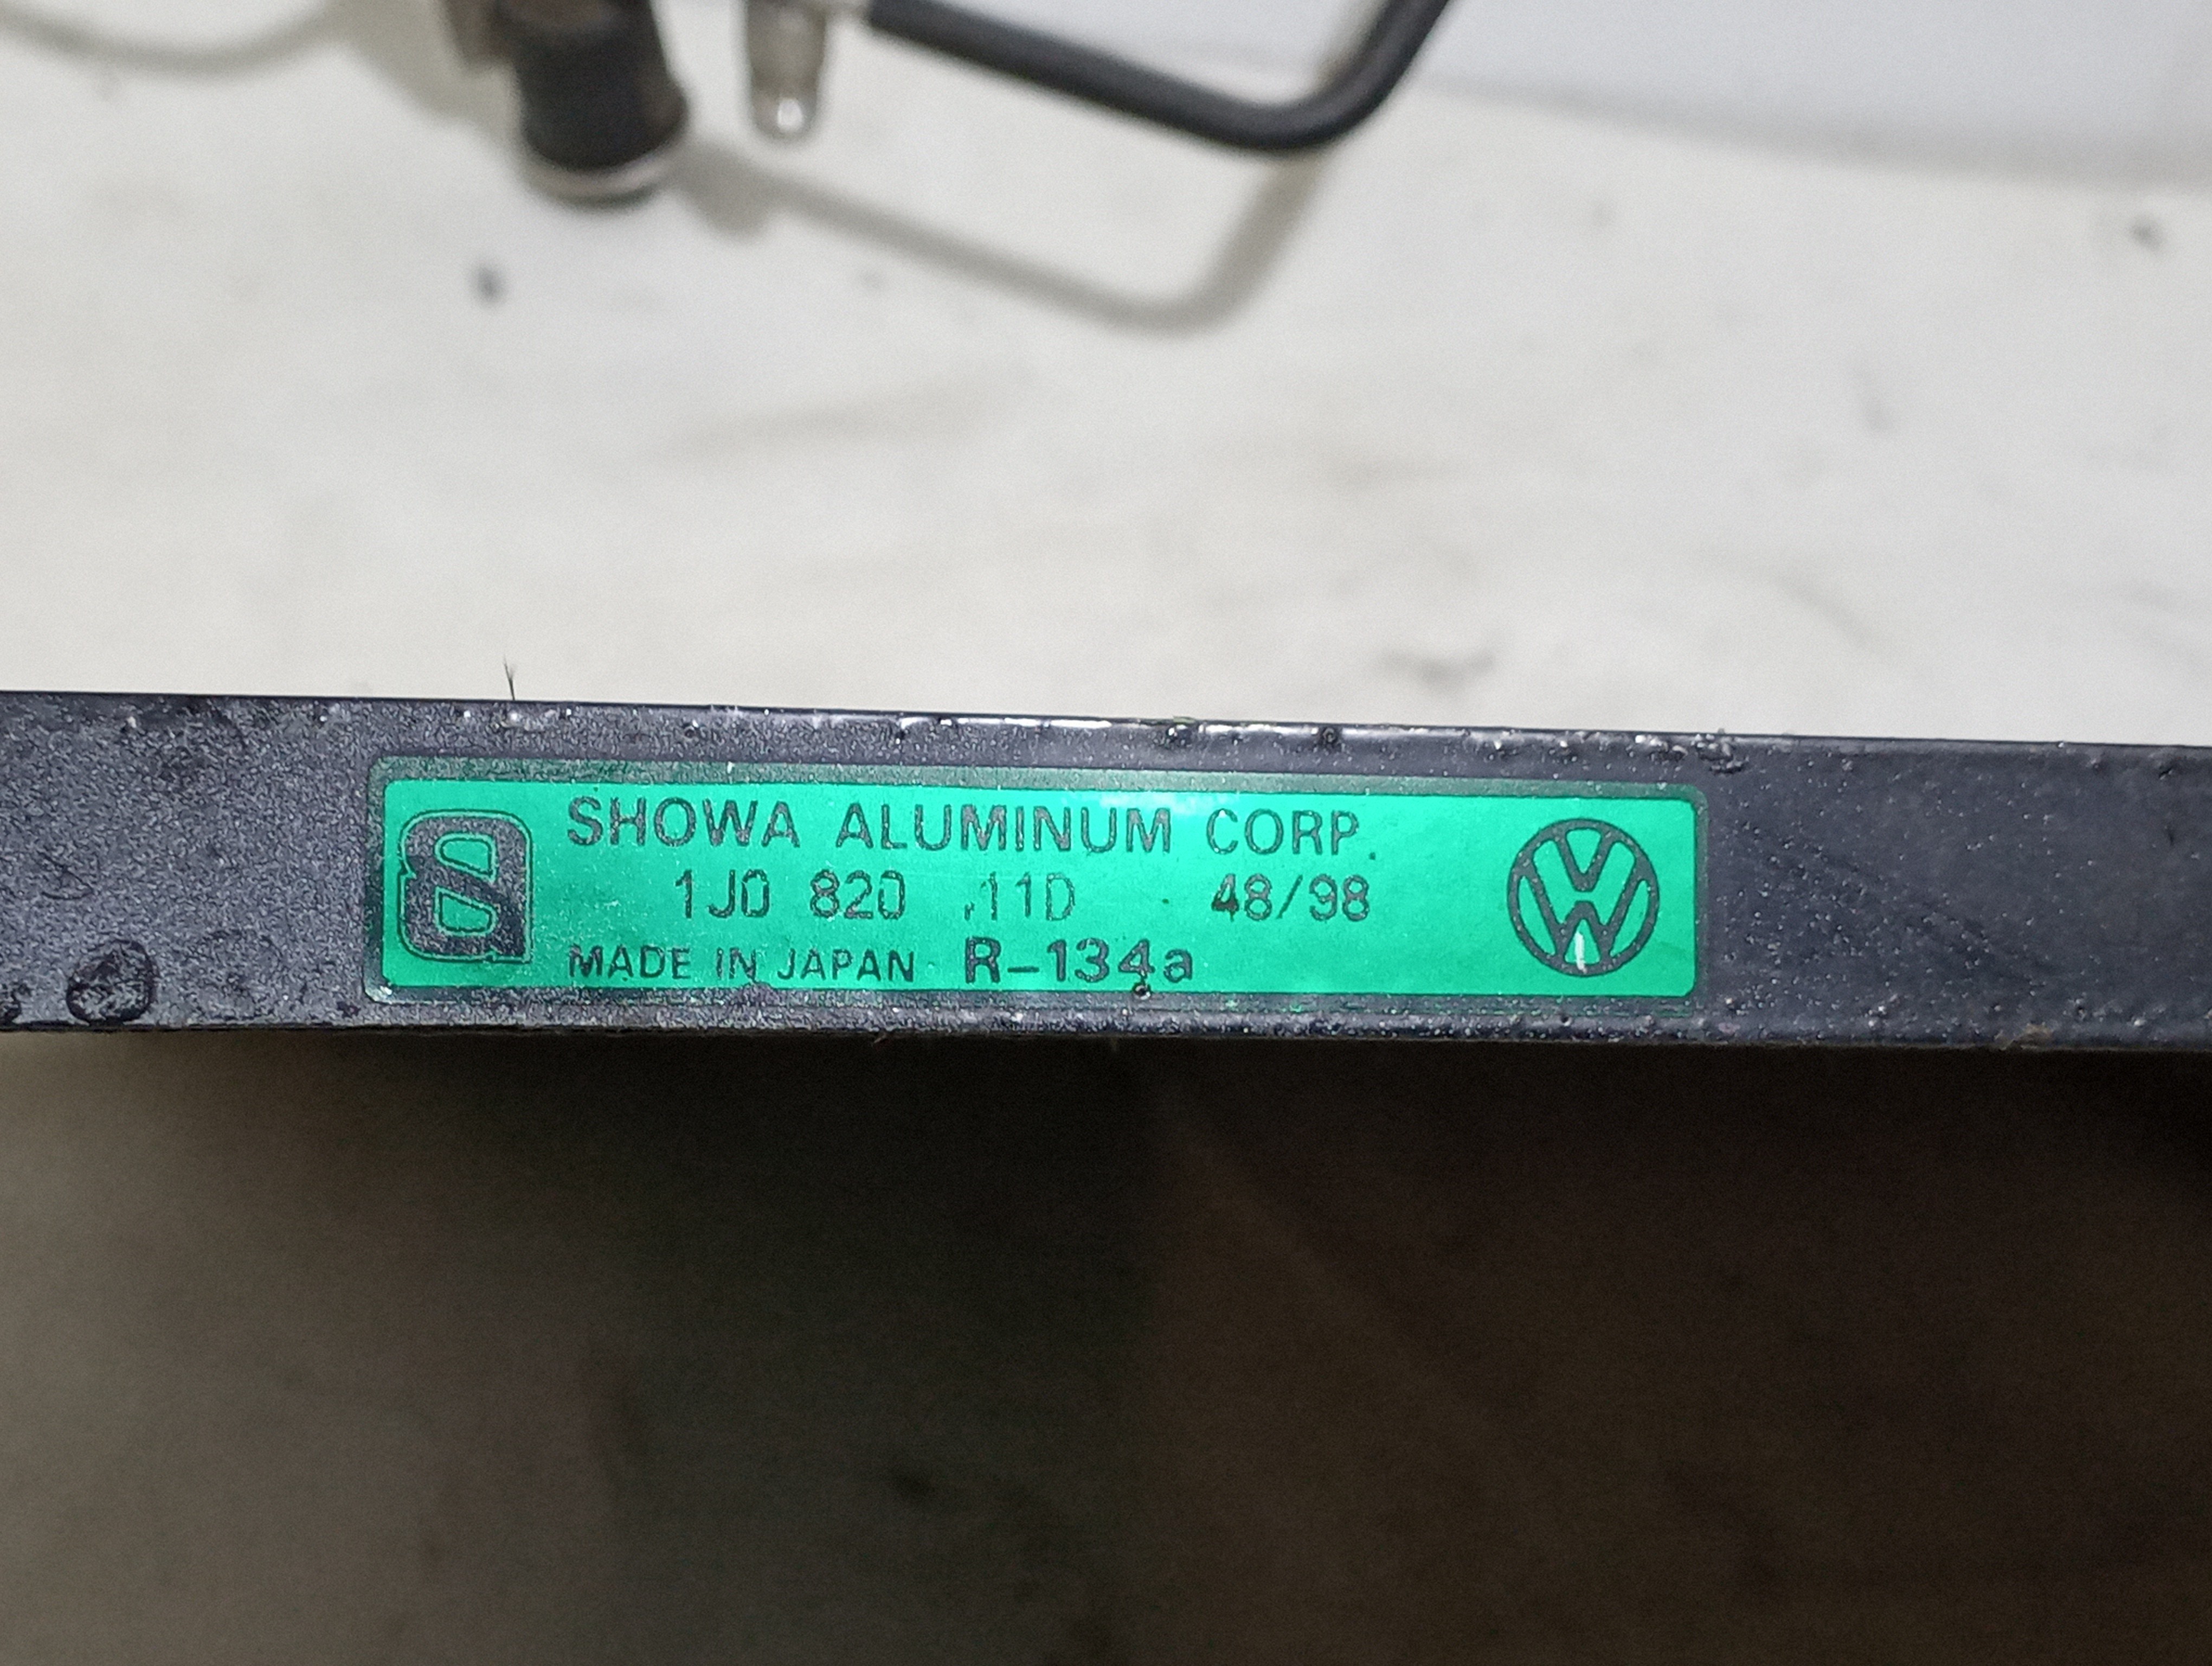 SHOWA ALUMINUM CORP.
1J0 820 11D 48/98
MADE IN JAPAN R-134a